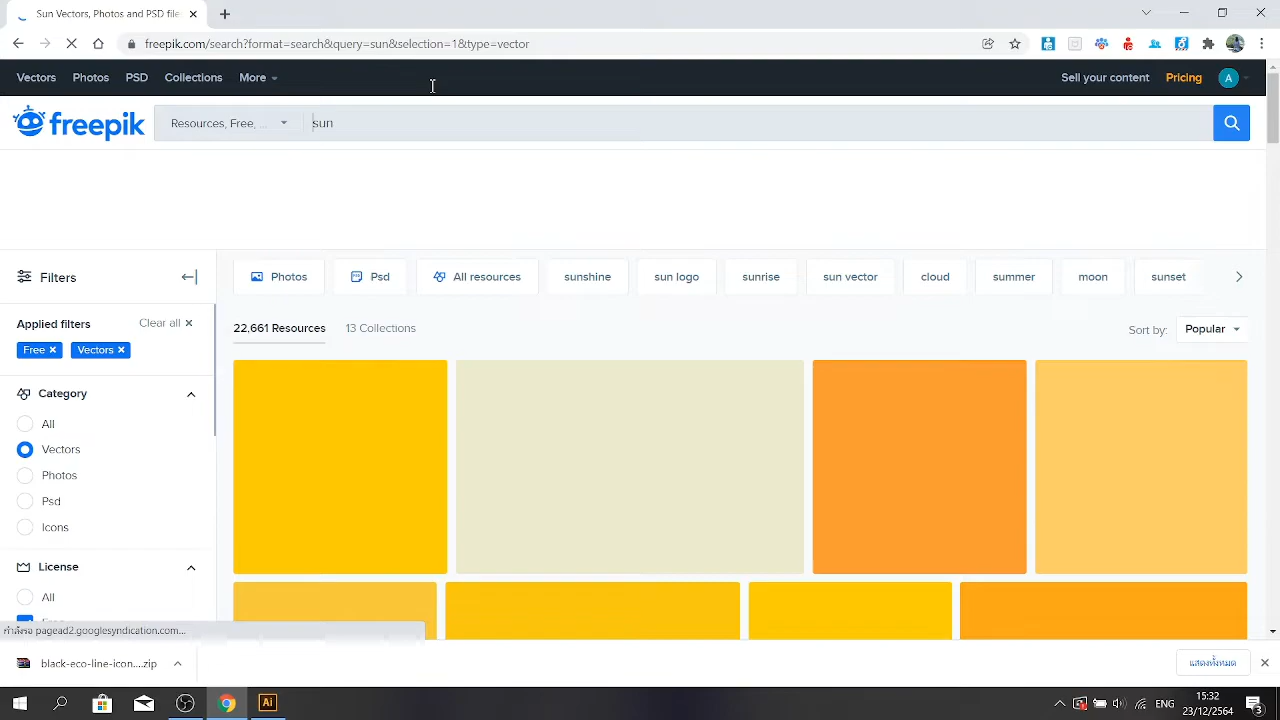 Sun Vectors, Photos and PSD files
freepik.com/search?format=search&query=sun&selection=1&type=vector
Vectors Photos PSD Collections More Sell your content Pricing A
freepik Resources, Free, ... sun
Filters Photos Psd All resources sunshine sun logo sunrise sun vector cloud summer moon sunset
Applied filters Clear all ×
22,661 Resources 13 Collections Sort by: Popular
Free × Vectors ×
Category
All
Vectors
Photos
Psd
Icons
License
All
pagead2.googlesyndication.com...
black-eco-line-icon....zip แสดงทั้งหมด
Ai ENG 15:32
23/12/2564 3